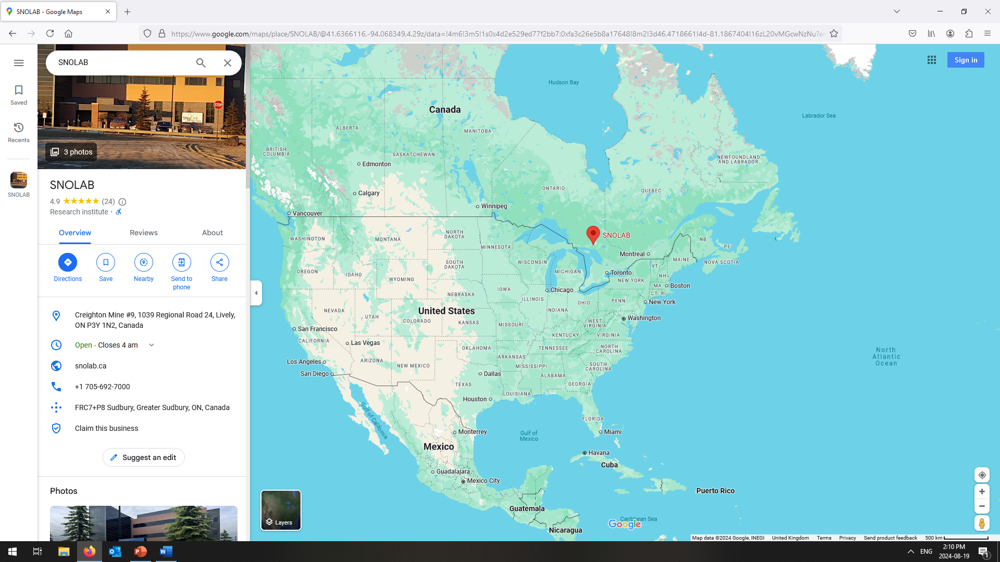 SNOLAB - Google Maps
https://www.google.com/maps/place/SNOLAB/@41.6366116,-94.068349,4.29z/data=!4m6!3m5!1s0x4d2e529ed77f2bb7:0xfa3c26e5b8a17648!8m2!3d46.4718661!4d-81.1867404!16zL20vMGcwNzNu?e
SNOLAB
Saved
Recents
SNOLAB
STOP
SNOLAB
3 photos
SNOLAB
4.9 (24)
Research institute ·
Overview Reviews About
Directions Save Nearby Send to phone Share
Creighton Mine #9, 1039 Regional Road 24, Lively,
ON P3Y 1N2, Canada
Open · Closes 4 am
snolab.ca
+1 705-692-7000
FRC7+P8 Sudbury, Greater Sudbury, ON, Canada
Claim this business
Suggest an edit
Photos
Sign in
Hudson Bay
Labrador Sea
Canada
ALBERTA
MANITOBA
BRITISH
COLUMBIA
SASKATCHEWAN
NEWFOUNDLAND
AND LABRADOR
Edmonton
ONTARIO
QUEBEC
Calgary
Winnipeg
Vancouver
SNOLAB
WASHINGTON
MONTANA
NORTH
DAKOTA
MINNESOTA
NB
PE
Montreal
MAINE
NOVA SCOTIA
OREGON
IDAHO
SOUTH
DAKOTA
WISCONSIN
MICHIGAN
VT
NH
Toronto
WYOMING
NEW YORK
MA
Boston
CT
RI
IOWA
Chicago
NEBRASKA
ILLINOIS
OHIO
PENN
New York
NEVADA
UTAH
United States
COLORADO
KANSAS
INDIANA
MISSOURI
WEST
VIRGINIA
Washington
San Francisco
CALIFORNIA
KENTUCKY
VIRGINIA
Las Vegas
OKLAHOMA
TENNESSEE
NORTH
CAROLINA
Los Angeles
ARIZONA
NEW MEXICO
ARKANSAS
MISSISSIPPI
SOUTH
CAROLINA
San Diego
Dallas
ALABAMA
TEXAS
GEORGIA
LOUISIANA
Houston
North
Atlantic
Ocean
Gulf of California
FLORIDA
Monterrey
Gulf of
Mexico
Miami
Mexico
Havana
Cuba
Guadalajara
Mexico City
Puerto Rico
Guatemala
Caribbean Sea
Nicaragua
Layers
Google
Map data ©2024 Google, INEGI United Kingdom Terms Privacy Send product feedback 500 km
ENG
2:10 PM
2024-08-19
1